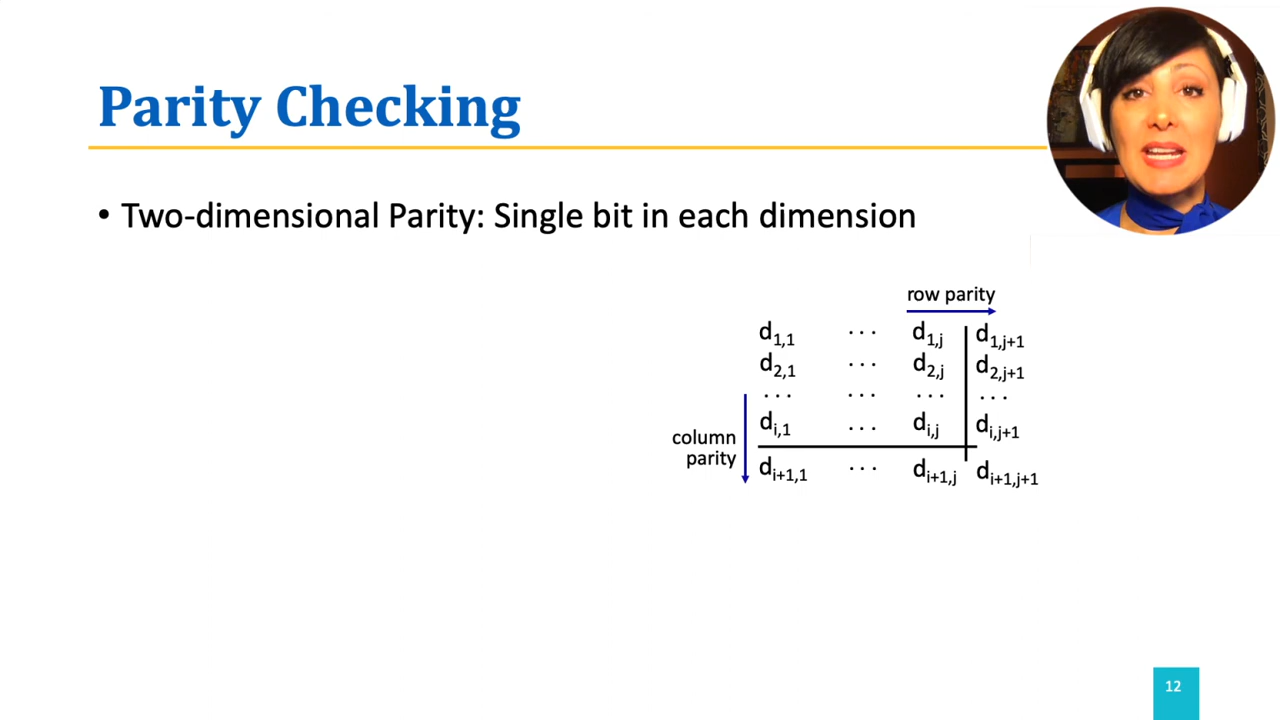 Parity Checking
• Two-dimensional Parity: Single bit in each dimension
row parity
d1,1 ... d1,j d1,j+1
d2,1 ... d2,j d2,j+1
... ... ... ...
di,1 ... di,j di,j+1
column
parity
di+1,1 ... di+1,j di+1,j+1
12